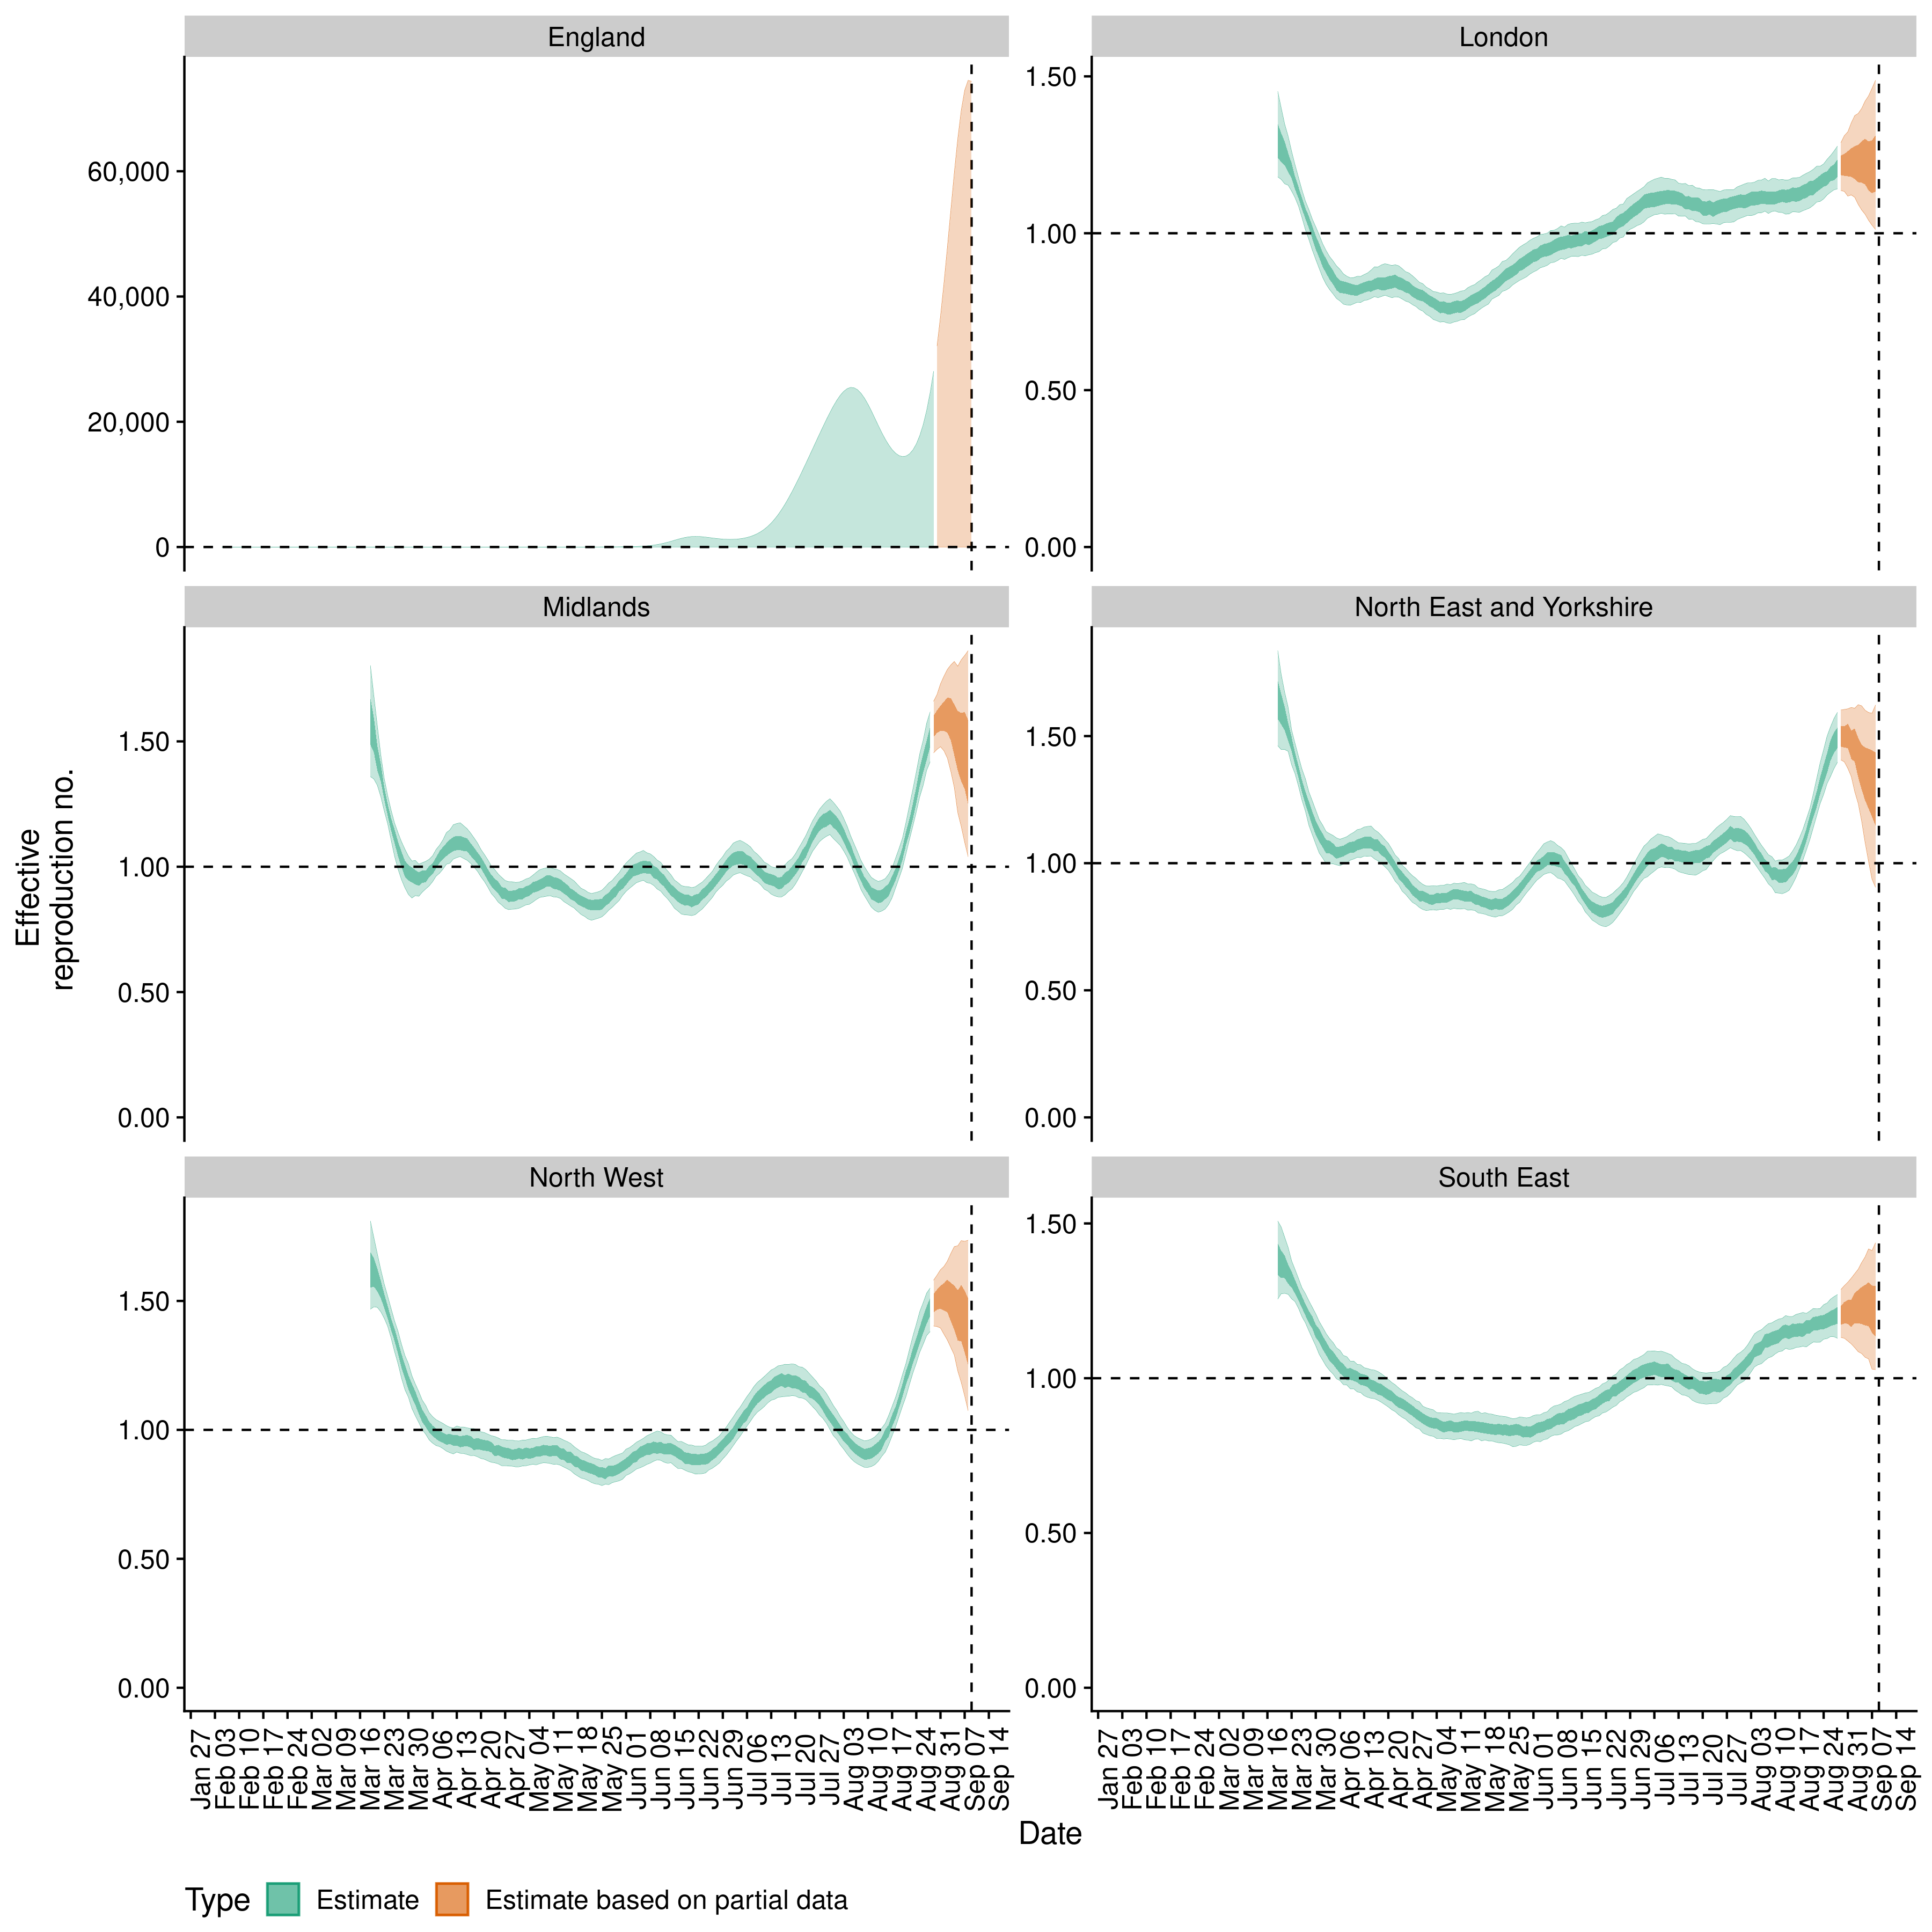 England
London
60,000
40,000
20,000
0
1.50
1.00
0.50
0.00
Midlands
North East and Yorkshire
1.50
1.00
0.50
0.00
1.50
1.00
0.50
0.00
Effective
reproduction no.
North West
South East
1.50
1.00
0.50
0.00
1.50
1.00
0.50
0.00
Jan 27
Feb 03
Feb 10
Feb 17
Feb 24
Mar 02
Mar 09
Mar 16
Mar 23
Mar 30
Apr 06
Apr 13
Apr 20
Apr 27
May 04
May 11
May 18
May 25
Jun 01
Jun 08
Jun 15
Jun 22
Jun 29
Jul 06
Jul 13
Jul 20
Jul 27
Aug 03
Aug 10
Aug 17
Aug 24
Aug 31
Sep 07
Sep 14
Jan 27
Feb 03
Feb 10
Feb 17
Feb 24
Mar 02
Mar 09
Mar 16
Mar 23
Mar 30
Apr 06
Apr 13
Apr 20
Apr 27
May 04
May 11
May 18
May 25
Jun 01
Jun 08
Jun 15
Jun 22
Jun 29
Jul 06
Jul 13
Jul 20
Jul 27
Aug 03
Aug 10
Aug 17
Aug 24
Aug 31
Sep 07
Sep 14
Date
Type
Estimate
Estimate based on partial data